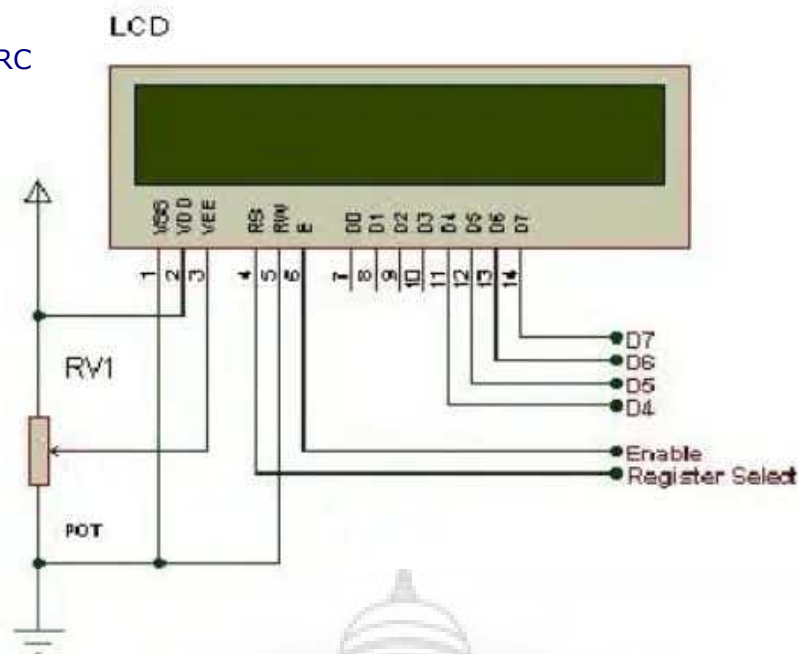 LCD
RC
VSS VDD VEE RS RW E D0 D1 D2 D3 D4 D5 D6 D7
1 2 3 4 5 6 7 8 9 10 11 12 13 14
RV1
D7
D6
D5
D4
Enable
Register Select
POT